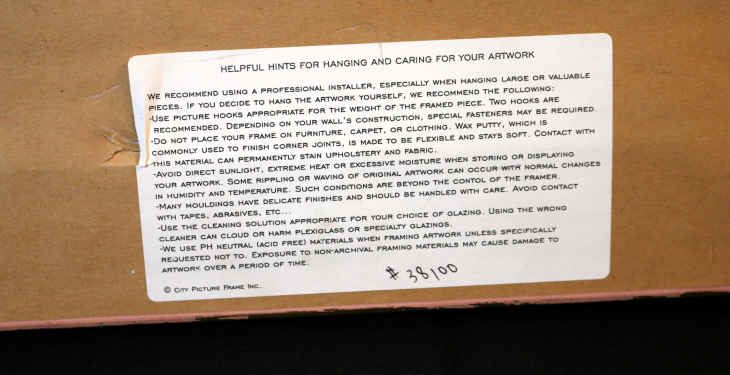 HELPFUL HINTS FOR HANGING AND CARING FOR YOUR ARTWORK
WE RECOMMEND USING A PROFESSIONAL INSTALLER, ESPECIALLY WHEN HANGING LARGE OR VALUABLE
PIECES. IF YOU DECIDE TO HANG THE ARTWORK YOURSELF, WE RECOMMEND THE FOLLOWING:
-USE PICTURE HOOKS APPROPRIATE FOR THE WEIGHT OF THE FRAMED PIECE. TWO HOOKS ARE
RECOMMENDED. DEPENDING ON YOUR WALL'S CONSTRUCTION, SPECIAL FASTENERS MAY BE REQUIRED.
-DO NOT PLACE YOUR FRAME ON FURNITURE, CARPET, OR CLOTHING. WAX PUTTY, WHICH IS
COMMONLY USED TO FINISH CORNER JOINTS, IS MADE TO BE FLEXIBLE AND STAYS SOFT. CONTACT WITH
THIS MATERIAL CAN PERMANENTLY STAIN UPHOLSTERY AND FABRIC.
-AVOID DIRECT SUNLIGHT, EXTREME HEAT OR EXCESSIVE MOISTURE WHEN STORING OR DISPLAYING
YOUR ARTWORK. SOME RIPPLING OR WAVING OF ORIGINAL ARTWORK CAN OCCUR WITH NORMAL CHANGES
IN HUMIDITY AND TEMPERATURE. SUCH CONDITIONS ARE BEYOND THE CONTOL OF THE FRAMER.
-MANY MOULDINGS HAVE DELICATE FINISHES AND SHOULD BE HANDLED WITH CARE. AVOID CONTACT
WITH TAPES, ABRASIVES, ETC...
-USE THE CLEANING SOLUTION APPROPRIATE FOR YOUR CHOICE OF GLAZING. USING THE WRONG
CLEANER CAN CLOUD OR HARM PLEXIGLASS OR SPECIALTY GLAZINGS.
-WE USE PH NEUTRAL (ACID FREE) MATERIALS WHEN FRAMING ARTWORK UNLESS SPECIFICALLY
REQUESTED NOT TO. EXPOSURE TO NON-ARCHIVAL FRAMING MATERIALS MAY CAUSE DAMAGE TO
ARTWORK OVER A PERIOD OF TIME.
# 38100
© CITY PICTURE FRAME INC.